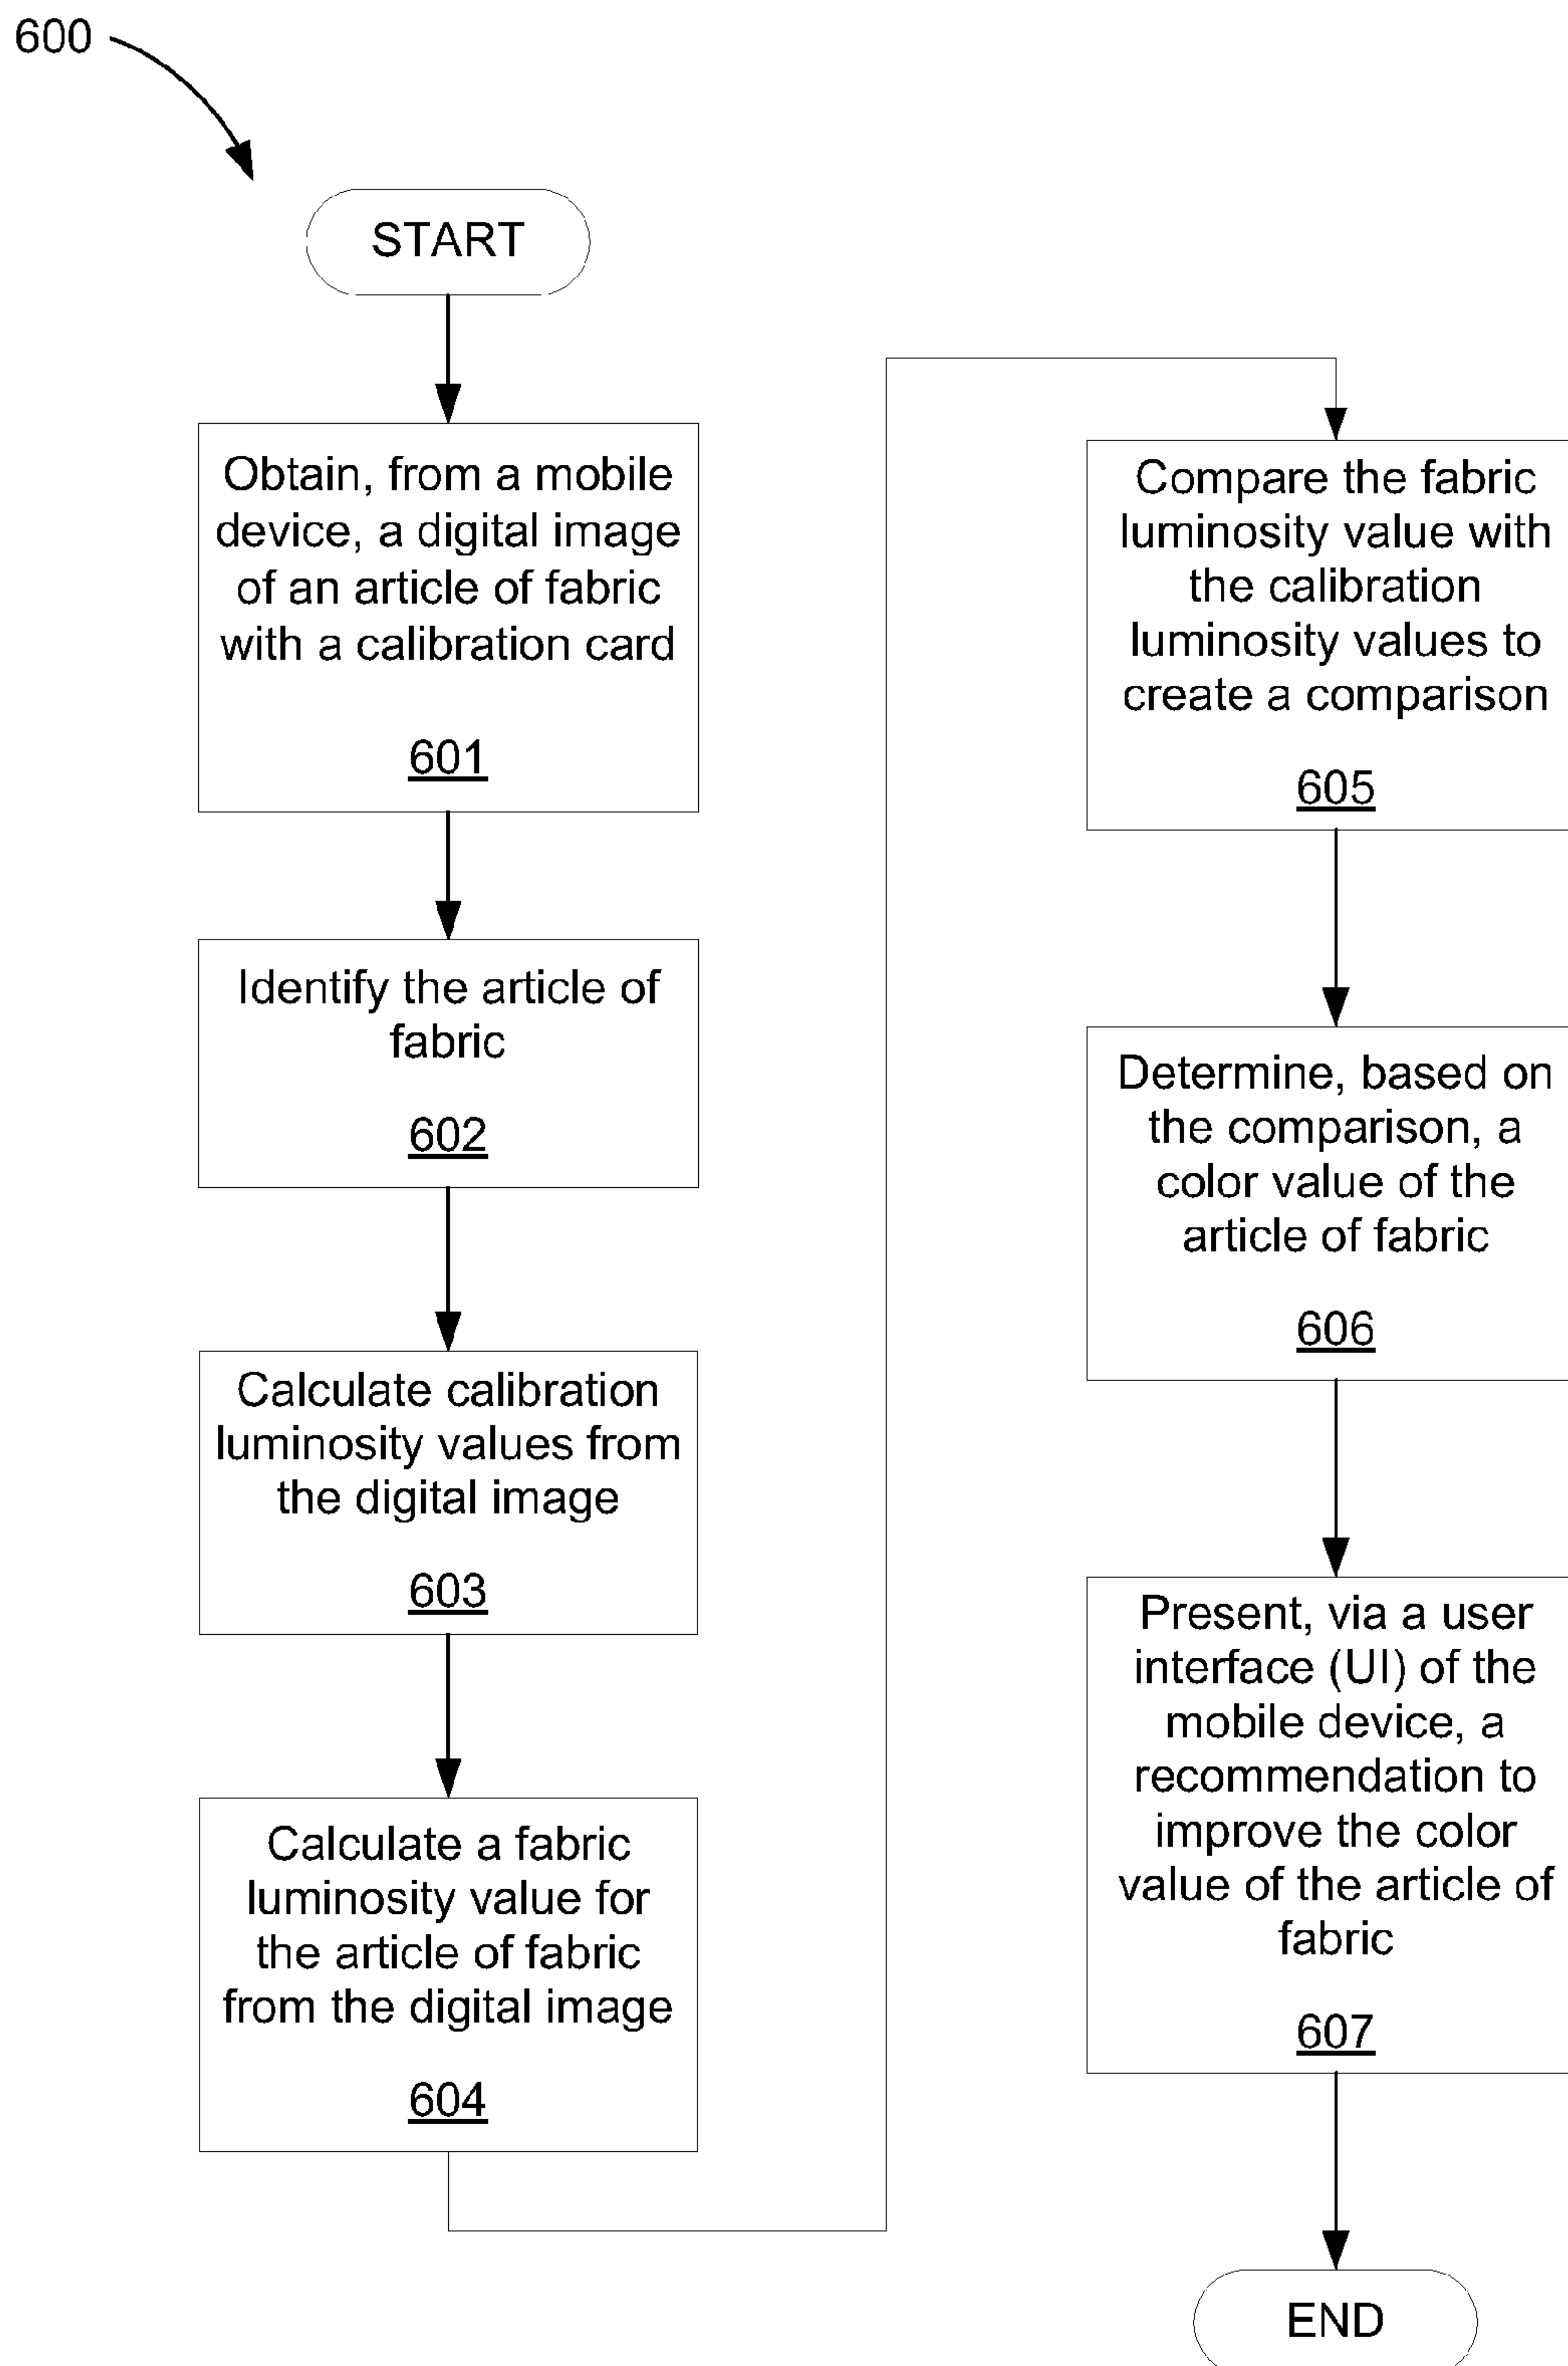 600
START
Obtain, from a mobile
device, a digital image
of an article of fabric
with a calibration card
601
Identify the article of
fabric
602
Calculate calibration
luminosity values from
the digital image
603
Calculate a fabric
luminosity value for
the article of fabric
from the digital image
604
Compare the fabric
luminosity value with
the calibration
luminosity values to
create a comparison
605
Determine, based on
the comparison, a
color value of the
article of fabric
606
Present, via a user
interface (UI) of the
mobile device, a
recommendation to
improve the color
value of the article of
fabric
607
END